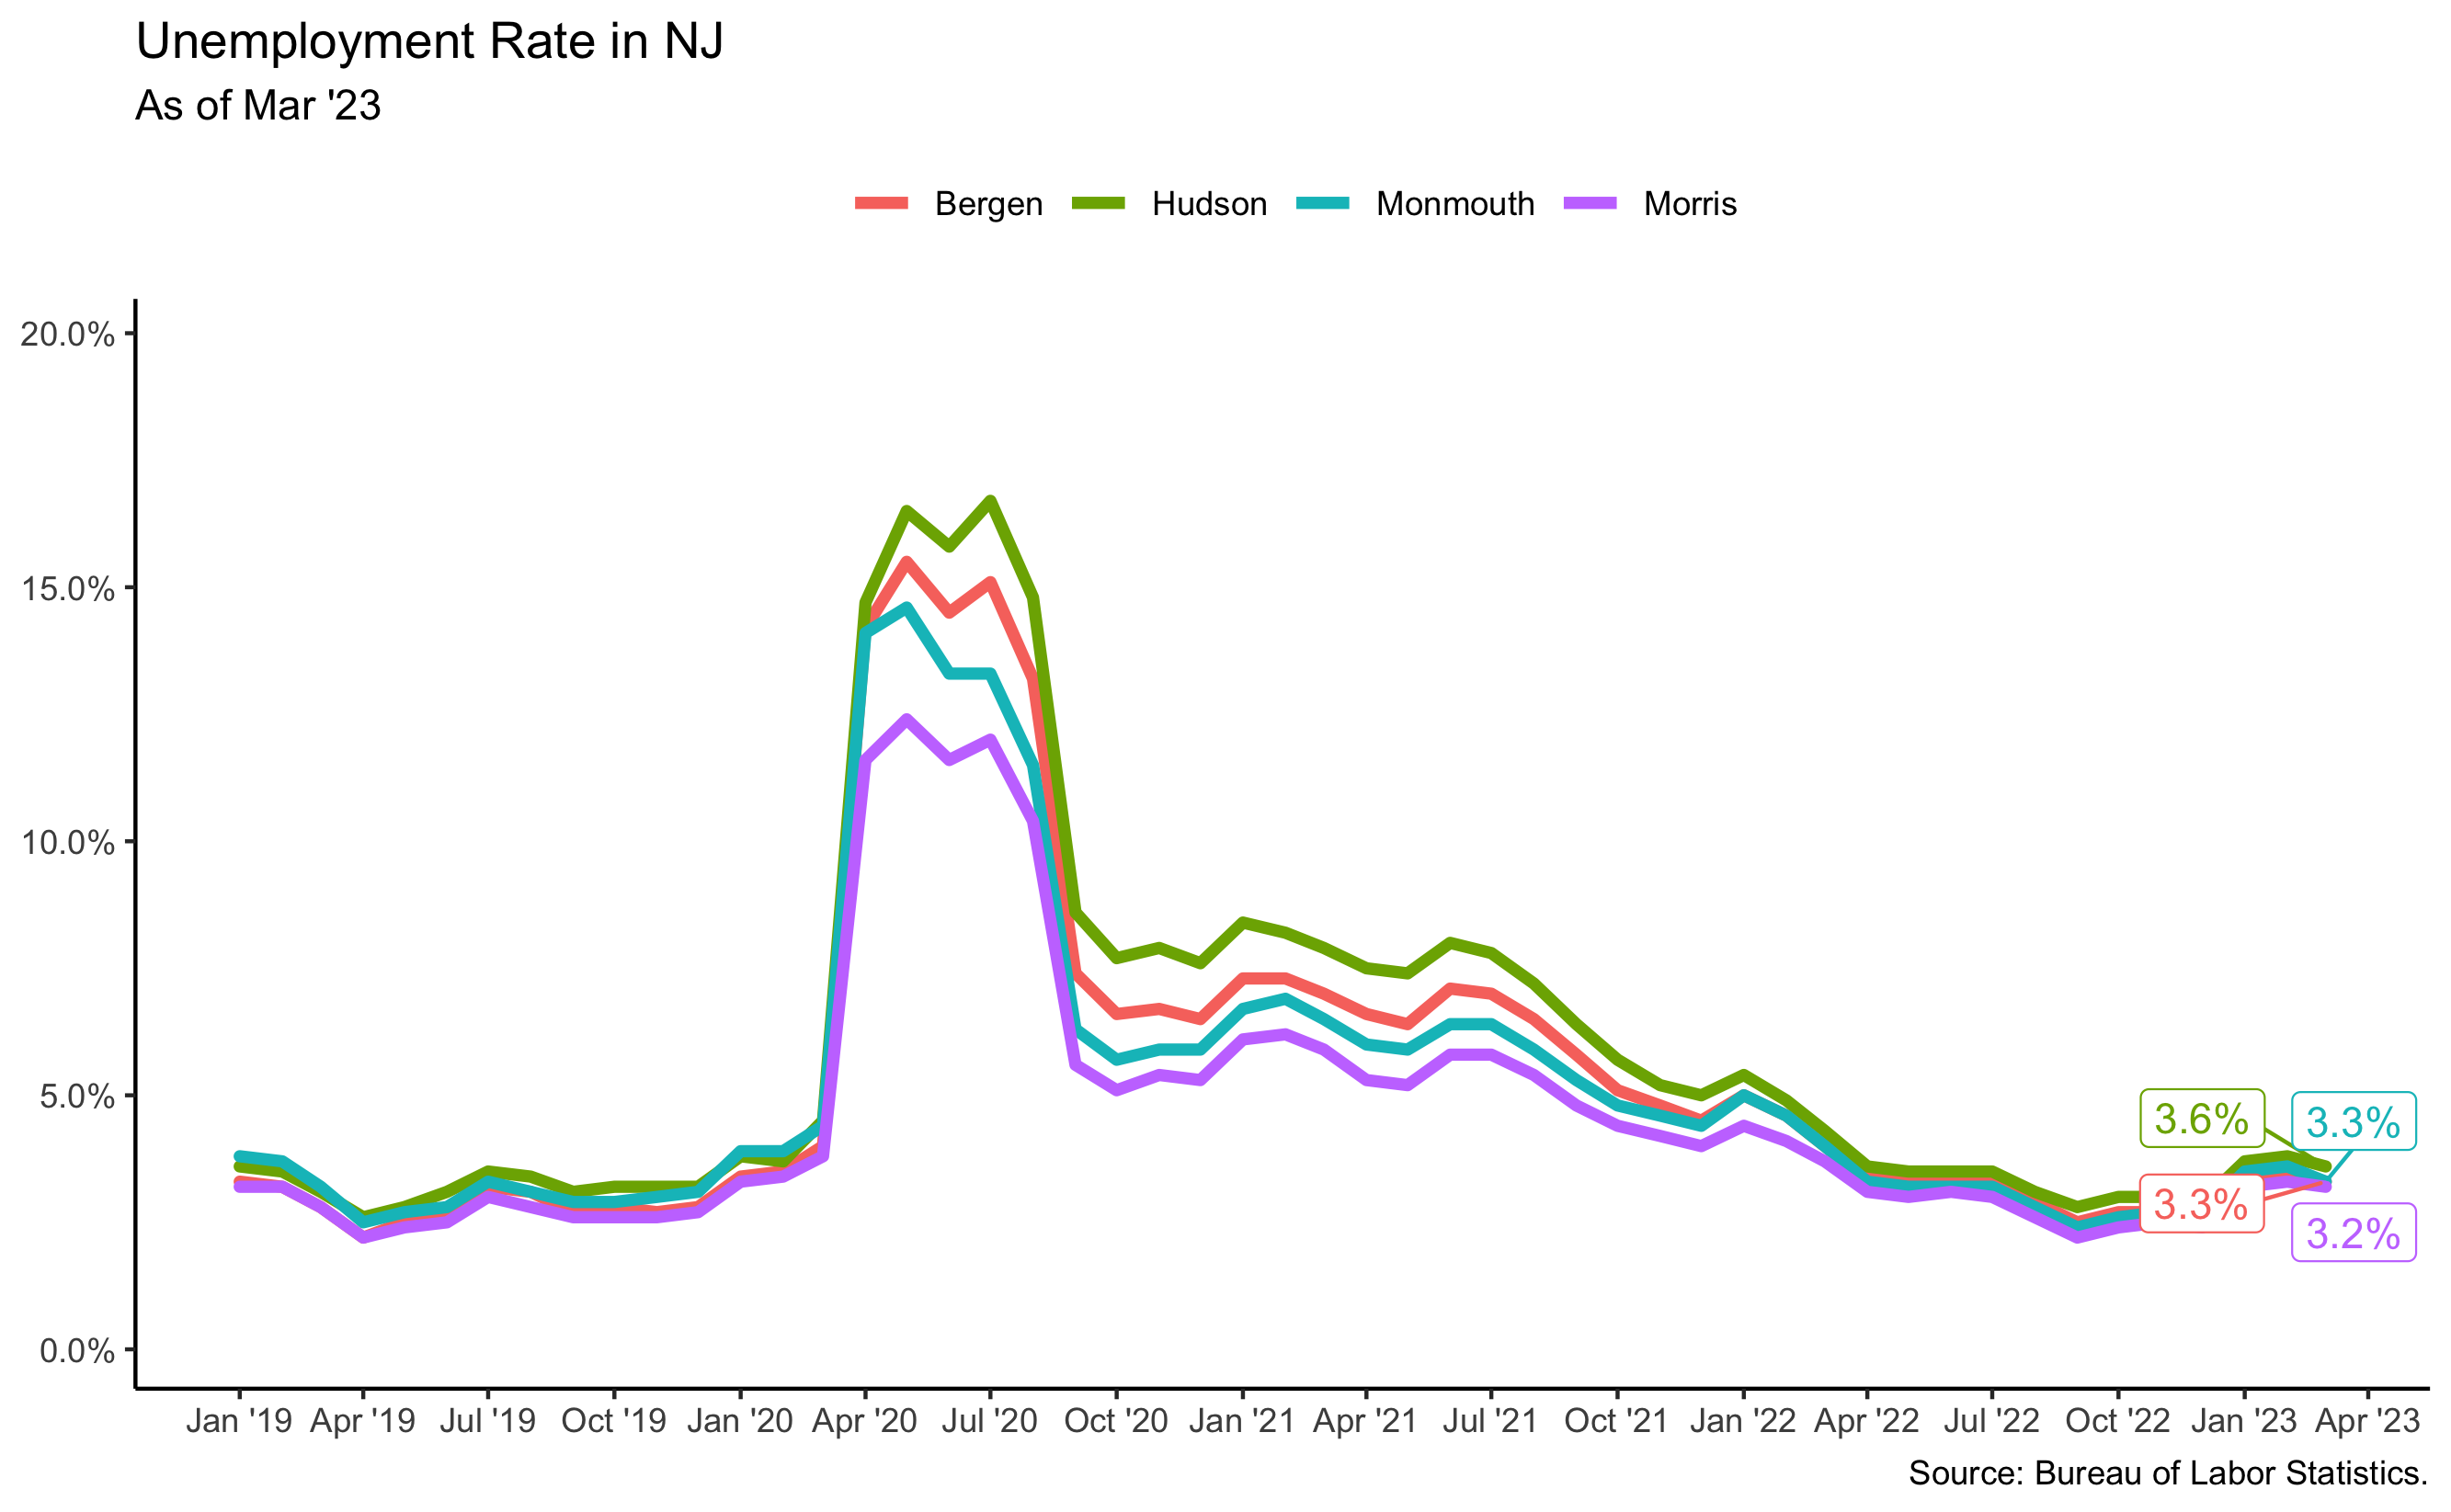 Unemployment Rate in NJ
As of Mar '23
Bergen Hudson Monmouth Morris
20.0%
15.0%
10.0%
5.0%
0.0%
3.6%
3.3%
3.3%
3.2%
Jan '19 Apr '19 Jul '19 Oct '19 Jan '20 Apr '20 Jul '20 Oct '20 Jan '21 Apr '21 Jul '21 Oct '21 Jan '22 Apr '22 Jul '22 Oct '22 Jan '23 Apr '23
Source: Bureau of Labor Statistics.